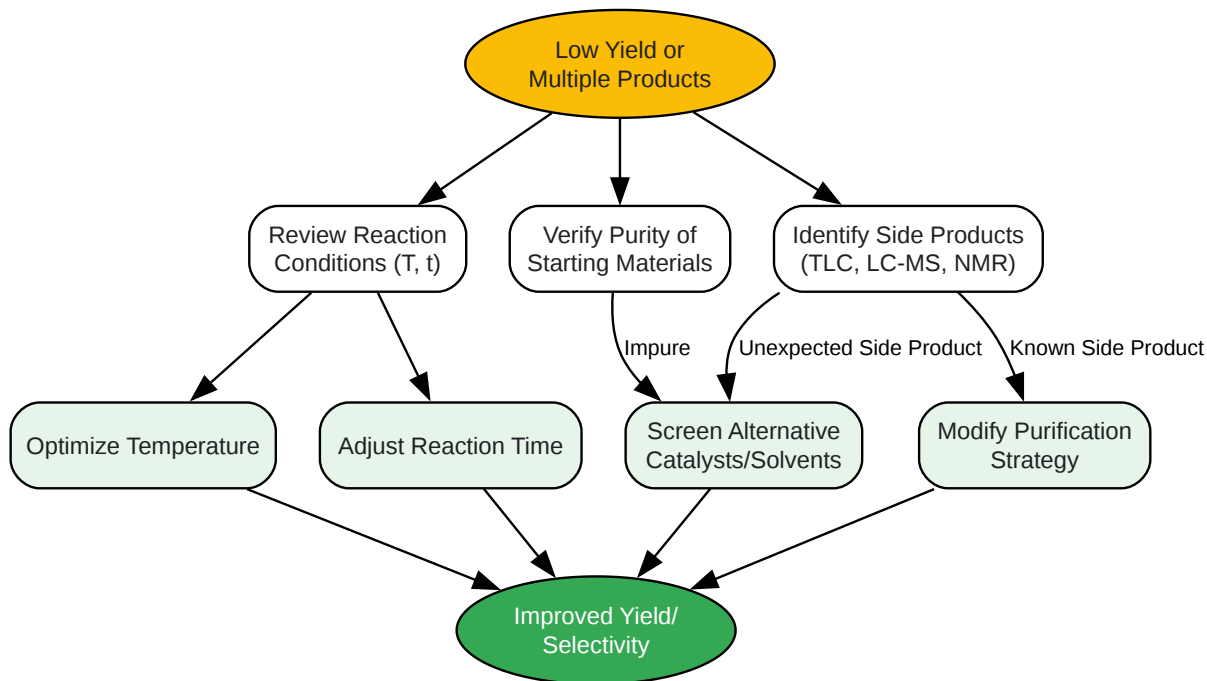 Low Yield or
Multiple Products
Review Reaction
Conditions (T, t)
Verify Purity of
Starting Materials
Identify Side Products
(TLC, LC-MS, NMR)
Impure
Unexpected Side Product
Known Side Product
Optimize Temperature
Adjust Reaction Time
Screen Alternative
Catalysts/Solvents
Modify Purification
Strategy
Improved Yield/
Selectivity